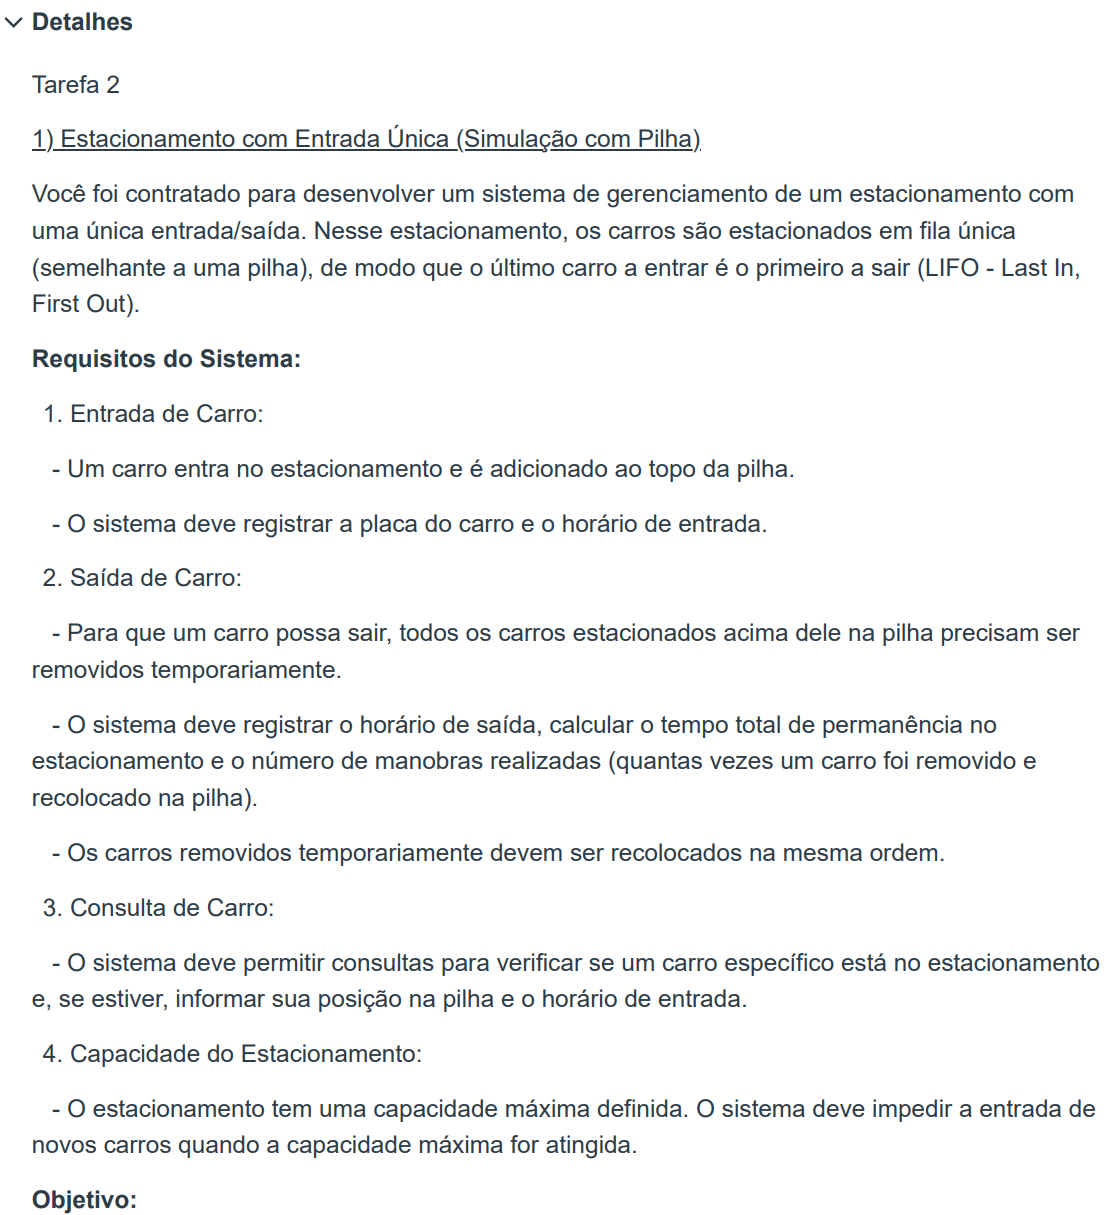 Detalhes
Tarefa 2
1) Estacionamento com Entrada Única (Simulação com Pilha)
Você foi contratado para desenvolver um sistema de gerenciamento de um estacionamento com
uma única entrada/saída. Nesse estacionamento, os carros são estacionados em fila única
(semelhante a uma pilha), de modo que o último carro a entrar é o primeiro a sair (LIFO - Last In,
First Out).
Requisitos do Sistema:
1. Entrada de Carro:
- Um carro entra no estacionamento e é adicionado ao topo da pilha.
- O sistema deve registrar a placa do carro e o horário de entrada.
2. Saída de Carro:
- Para que um carro possa sair, todos os carros estacionados acima dele na pilha precisam ser
removidos temporariamente.
- O sistema deve registrar o horário de saída, calcular o tempo total de permanência no
estacionamento e o número de manobras realizadas (quantas vezes um carro foi removido e
recolocado na pilha).
- Os carros removidos temporariamente devem ser recolocados na mesma ordem.
3. Consulta de Carro:
- O sistema deve permitir consultas para verificar se um carro específico está no estacionamento
e, se estiver, informar sua posição na pilha e o horário de entrada.
4. Capacidade do Estacionamento:
- O estacionamento tem uma capacidade máxima definida. O sistema deve impedir a entrada de
novos carros quando a capacidade máxima for atingida.
Objetivo: